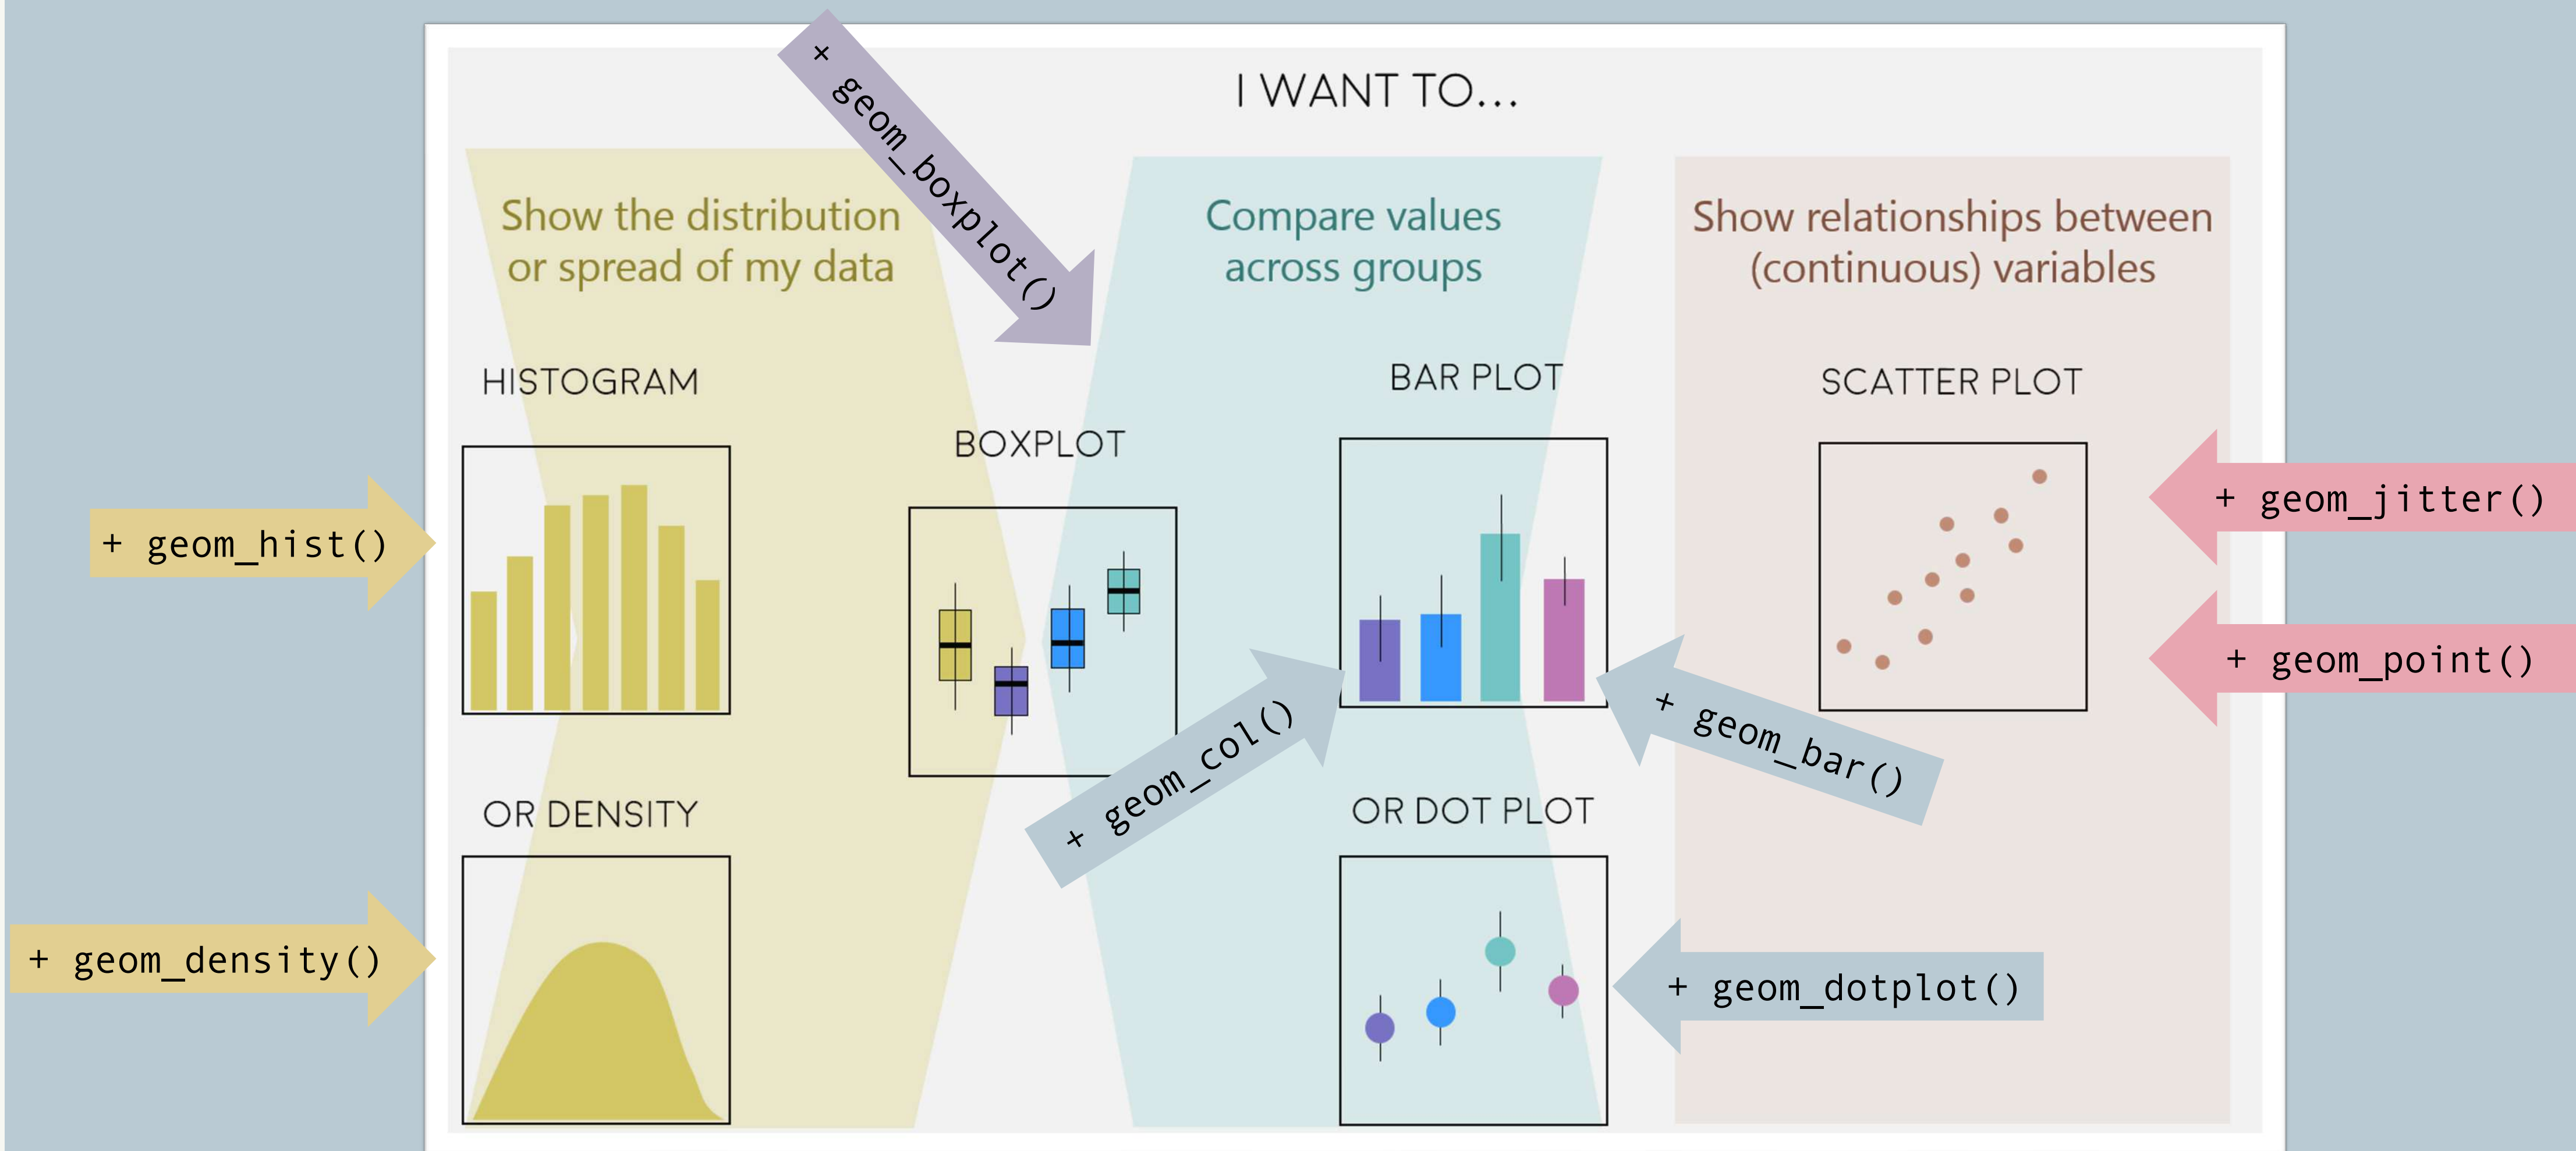 I WANT TO...
+ geom_boxplot()
Show the distribution
or spread of my data
Compare values
across groups
Show relationships between
(continuous) variables
HISTOGRAM
BOXPLOT
BAR PLOT
SCATTER PLOT
+ geom_hist()
+ geom_jitter()
+ geom_point()
+ geom_col()
+ geom_bar()
OR DENSITY
OR DOT PLOT
+ geom_density()
+ geom_dotplot()